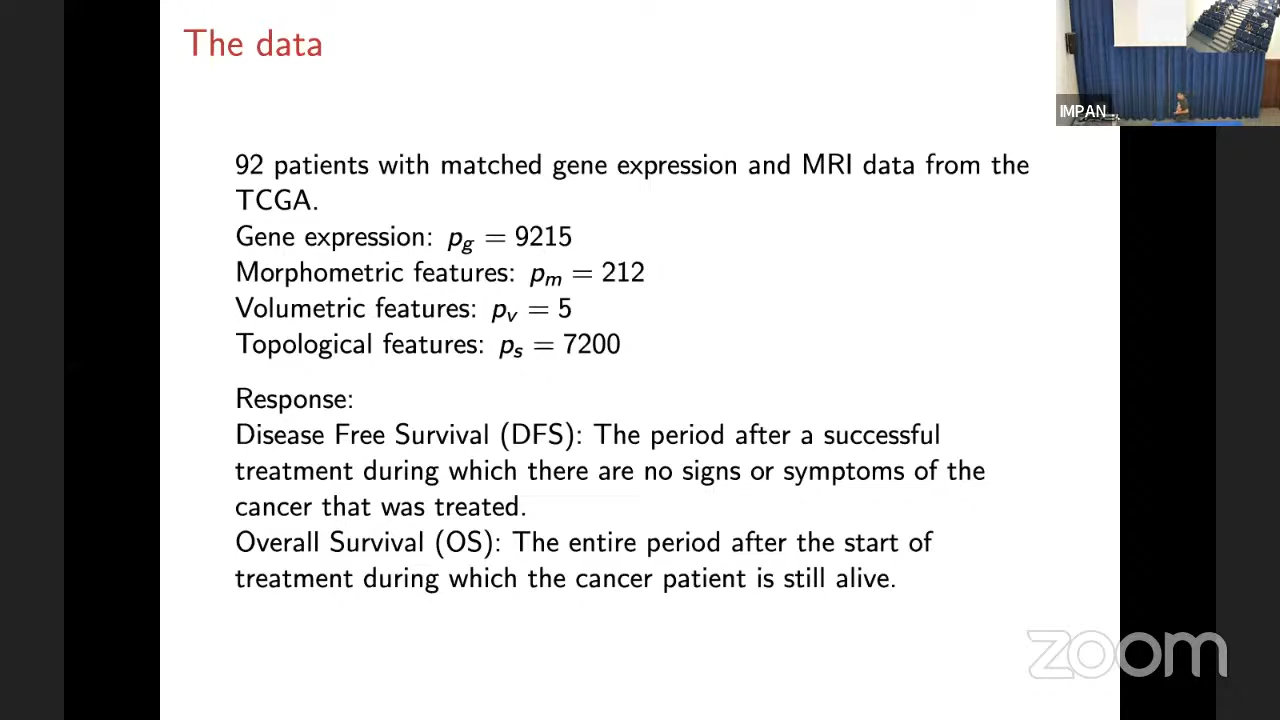 The data
IMPAN
92 patients with matched gene expression and MRI data from the
TCGA.
Gene expression: p_g = 9215
Morphometric features: p_m = 212
Volumetric features: p_v = 5
Topological features: p_s = 7200
Response:
Disease Free Survival (DFS): The period after a successful
treatment during which there are no signs or symptoms of the
cancer that was treated.
Overall Survival (OS): The entire period after the start of
treatment during which the cancer patient is still alive.
zoom